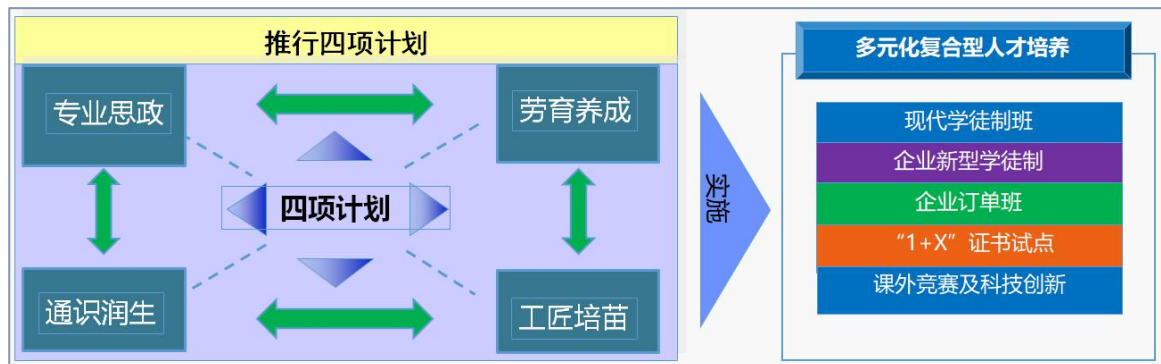 推行四项计划
专业思政
劳育养成
四项计划
通识润生
工匠培苗
实施
多元化复合型人才培养
现代学徒制班
企业新型学徒制
企业订单班
“1+X”证书试点
课外竞赛及科技创新